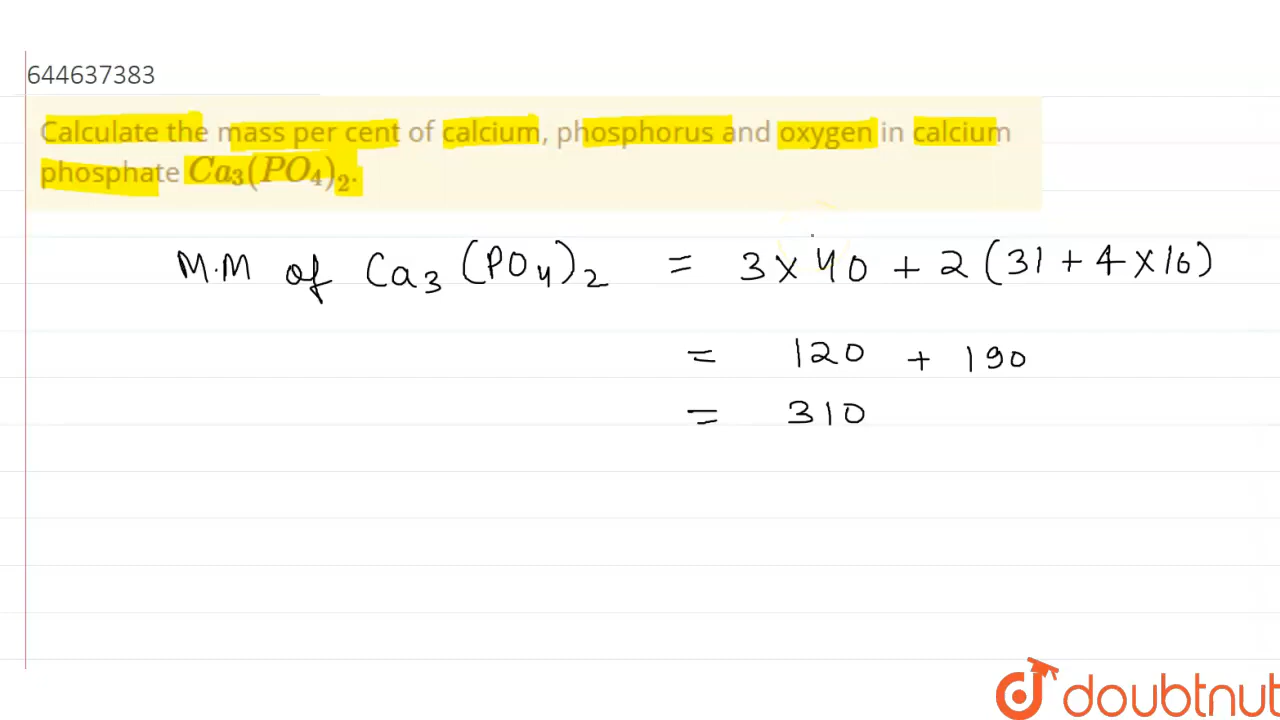 644637383
Calculate the mass per cent of calcium, phosphorus and oxygen in calcium
phosphate Ca₃(PO₄)₂.
M.M of Ca₃(PO₄)₂ = 3 × 40 + 2 (31 + 4 × 16)
= 120 + 190
= 310
doubtnut